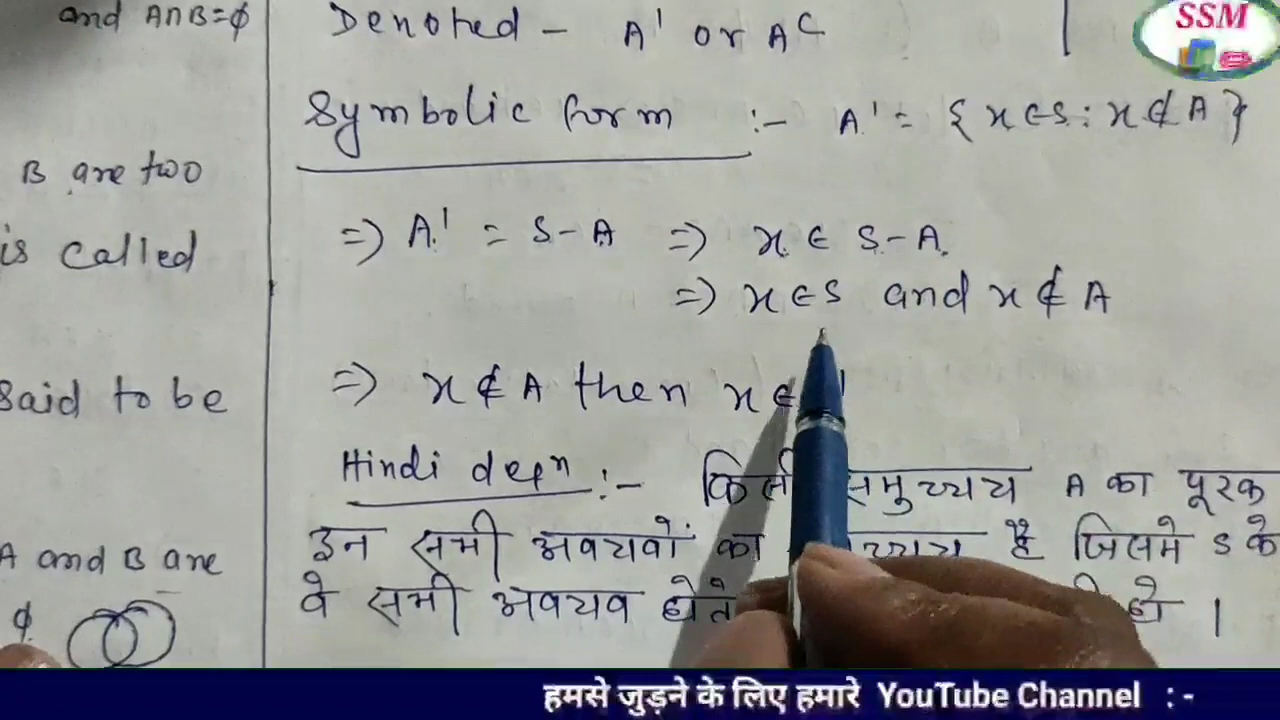 and A∩B=ϕ
B are two
is called
said to be
A and B are
ϕ
Denoted - A' or Aᶜ
Symbolic form :- A' = {x∈S : x∉A}
=) A' = S-A =) x ∈ S-A
=) x∈S and x∉A
=) x∉A then x∈
Hindi defⁿ :- समुच्चय A का पूरक
इन सभी अवयवों का है जिसमे S के
वे सभी अवयव होते हो ।
SSM
हमसे जुड़ने के लिए हमारे YouTube Channel : -